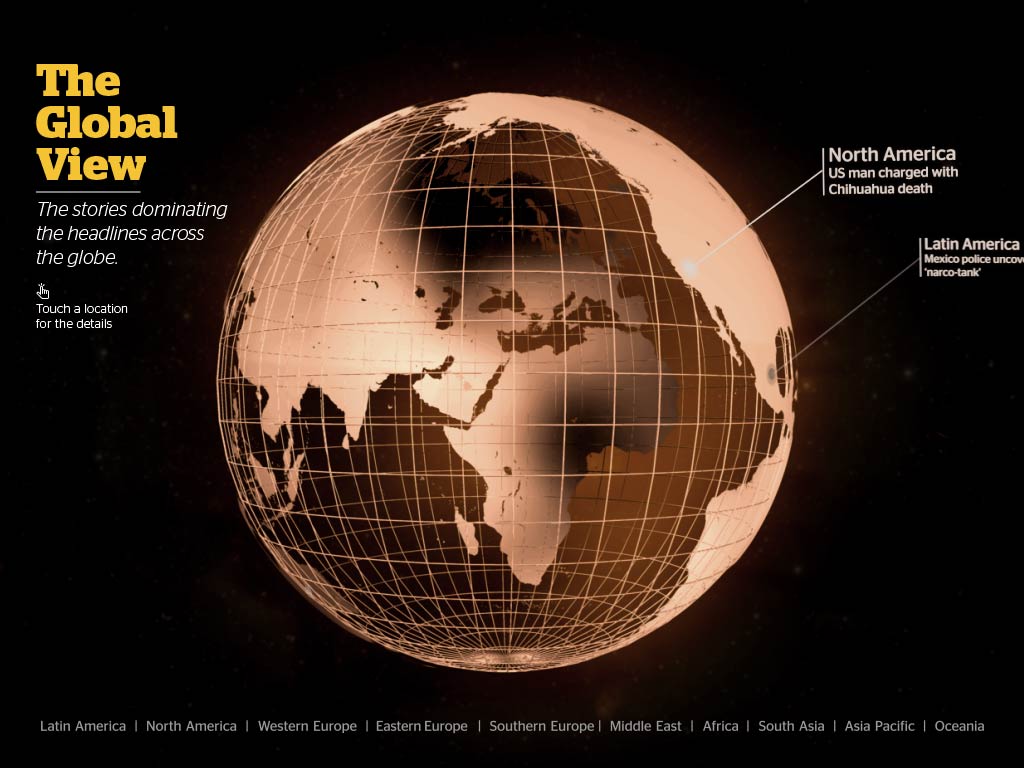 The
Global
View
The stories dominating
the headlines across
the globe.
Touch a location
for the details
North America
US man charged with
Chihuahua death
Latin America
Mexico police uncov
‘narco-tank’
Latin America | North America | Western Europe | Eastern Europe | Southern Europe | Middle East | Africa | South Asia | Asia Pacific | Oceania